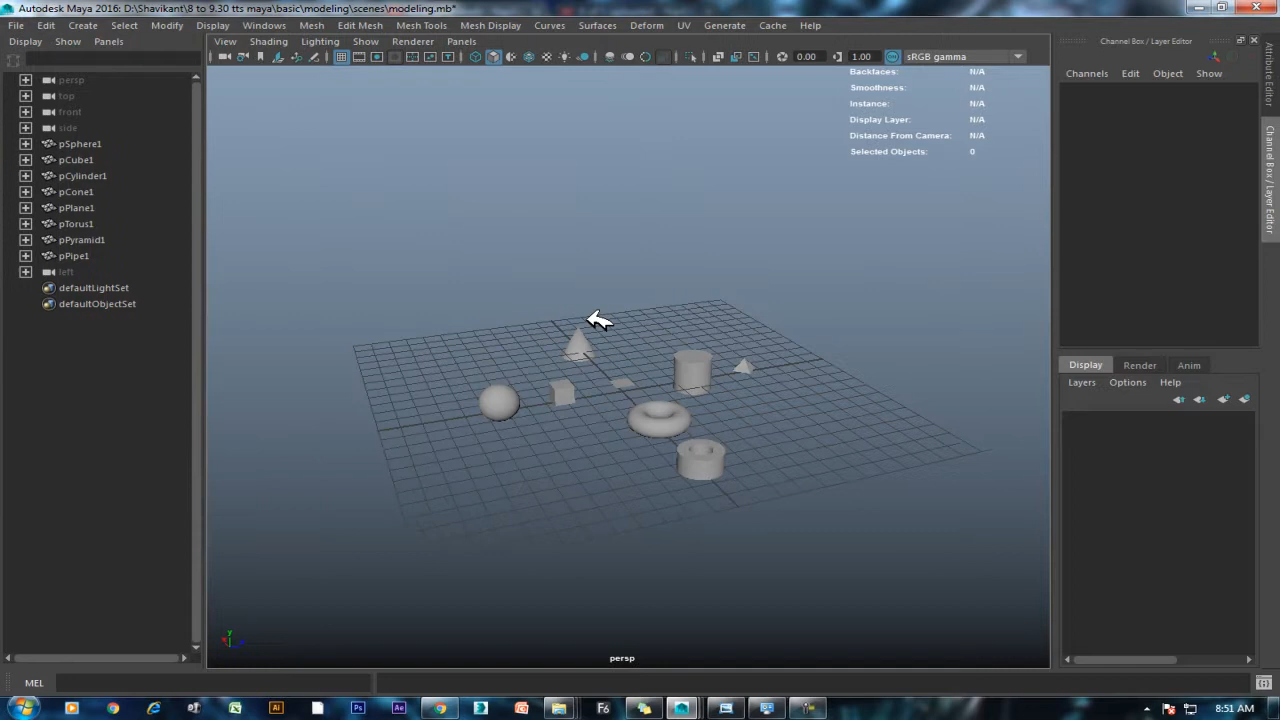 Autodesk Maya 2016: D:\Shavikant\8 to 9.30 tts maya\basic\modeling\scenes\modeling.mb*
File Edit Create Select Modify Display Windows Mesh Edit Mesh Mesh Tools Mesh Display Curves Surfaces Deform UV Generate Cache Help
Display Show Panels
View Shading Lighting Show Renderer Panels
Channel Box / Layer Editor
0.00 1.00 sRGB gamma
Channels Edit Object Show
Backfaces: N/A
Smoothness: N/A
Instance: N/A
Display Layer: N/A
Distance From Camera: N/A
Selected Objects: 0
persp
top
front
side
pSphere1
pCube1
pCylinder1
pCone1
pPlane1
pTorus1
pPyramid1
pPipe1
left
defaultLightSet
defaultObjectSet
Attribute Editor
Channel Box / Layer Editor
Display Render Anim
Layers Options Help
y
persp
MEL
Ps Ae F6
Ai
8:51 AM